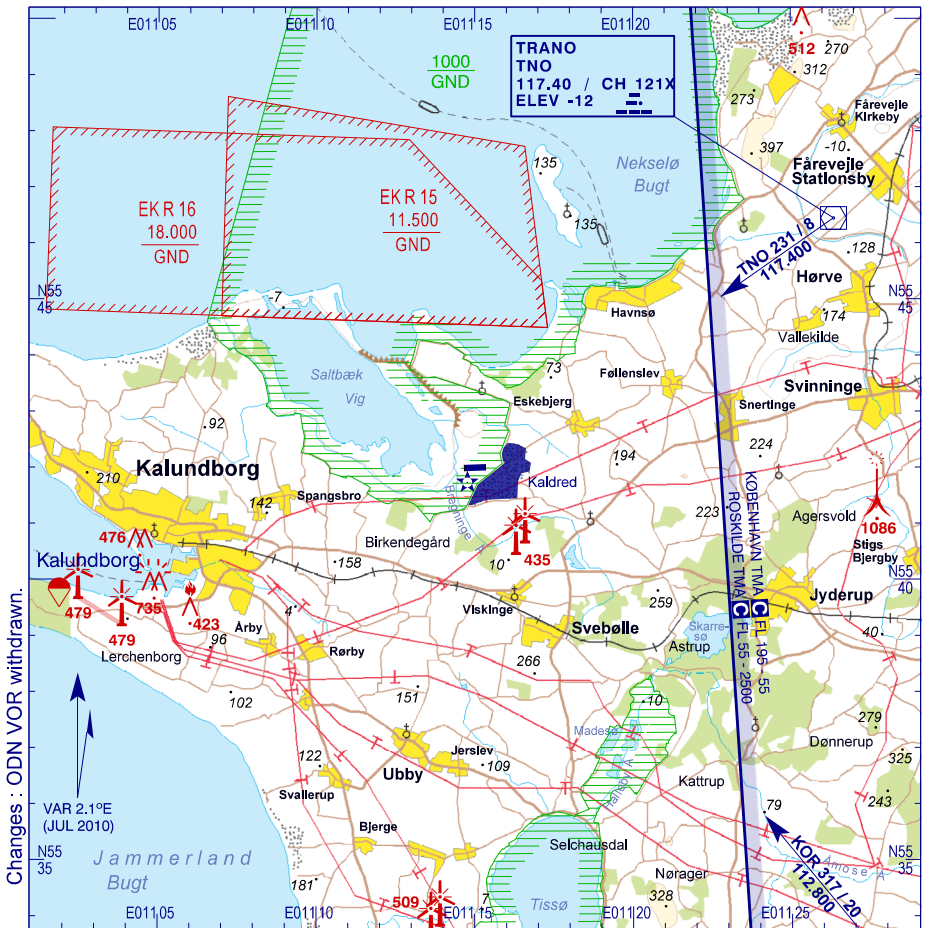 E011'05
E011'10
E011'15
E011'20
TRANO
TNO
117.40 / CH 121X
ELEV -12
1000
GND
512
270
312
273
Fårevejle
KIrkeby
397
-10
Fårevejle
StatIonsby
135
Nekselø
Bugt
EK R 16
18.000
GND
EK R 15
11.500
GND
135
TNO 231 / 8
117.400
128
Hørve
N55
45
-7
N55
45
Havnsø
174
Vallekilde
Saltbæk
Vig
73
Eskebjerg
Føllenslev
Svinninge
SnertInge
92
Kalundborg
210
142
Spangsbro
Kaldred
194
224
Bregninge Å
223
KØBENHAVN TMA C FL 195 - 55
ROSKILDE TMA C FL 55 - 2500
Agersvold
1086
Stigs
Bjergby
476
Birkendegård
10
435
Kalundborg
158
N55
40
479
735
423
479
4
VIskInge
259
Jyderup
Svebølle
Skarre-
sø
Astrup
40
Årby
96
Rørby
Lerchenborg
266
102
151
10
279
Madesø
Dønnerup
325
122
Jerslev
109
Ubby
Halleby Å
Kattrup
243
Svallerup
79
VAR 2.1°E
(JUL 2010)
Bjerge
Selchausdal
KOR 317 / 20
112.800
Åmose Å
N55
35
N55
35
Jammerland
Bugt
181
Nørager
328
509
7
Tissø
E011'05
E011'10
E011'15
E011'20
E011'25
Changes : ODN VOR withdrawn.